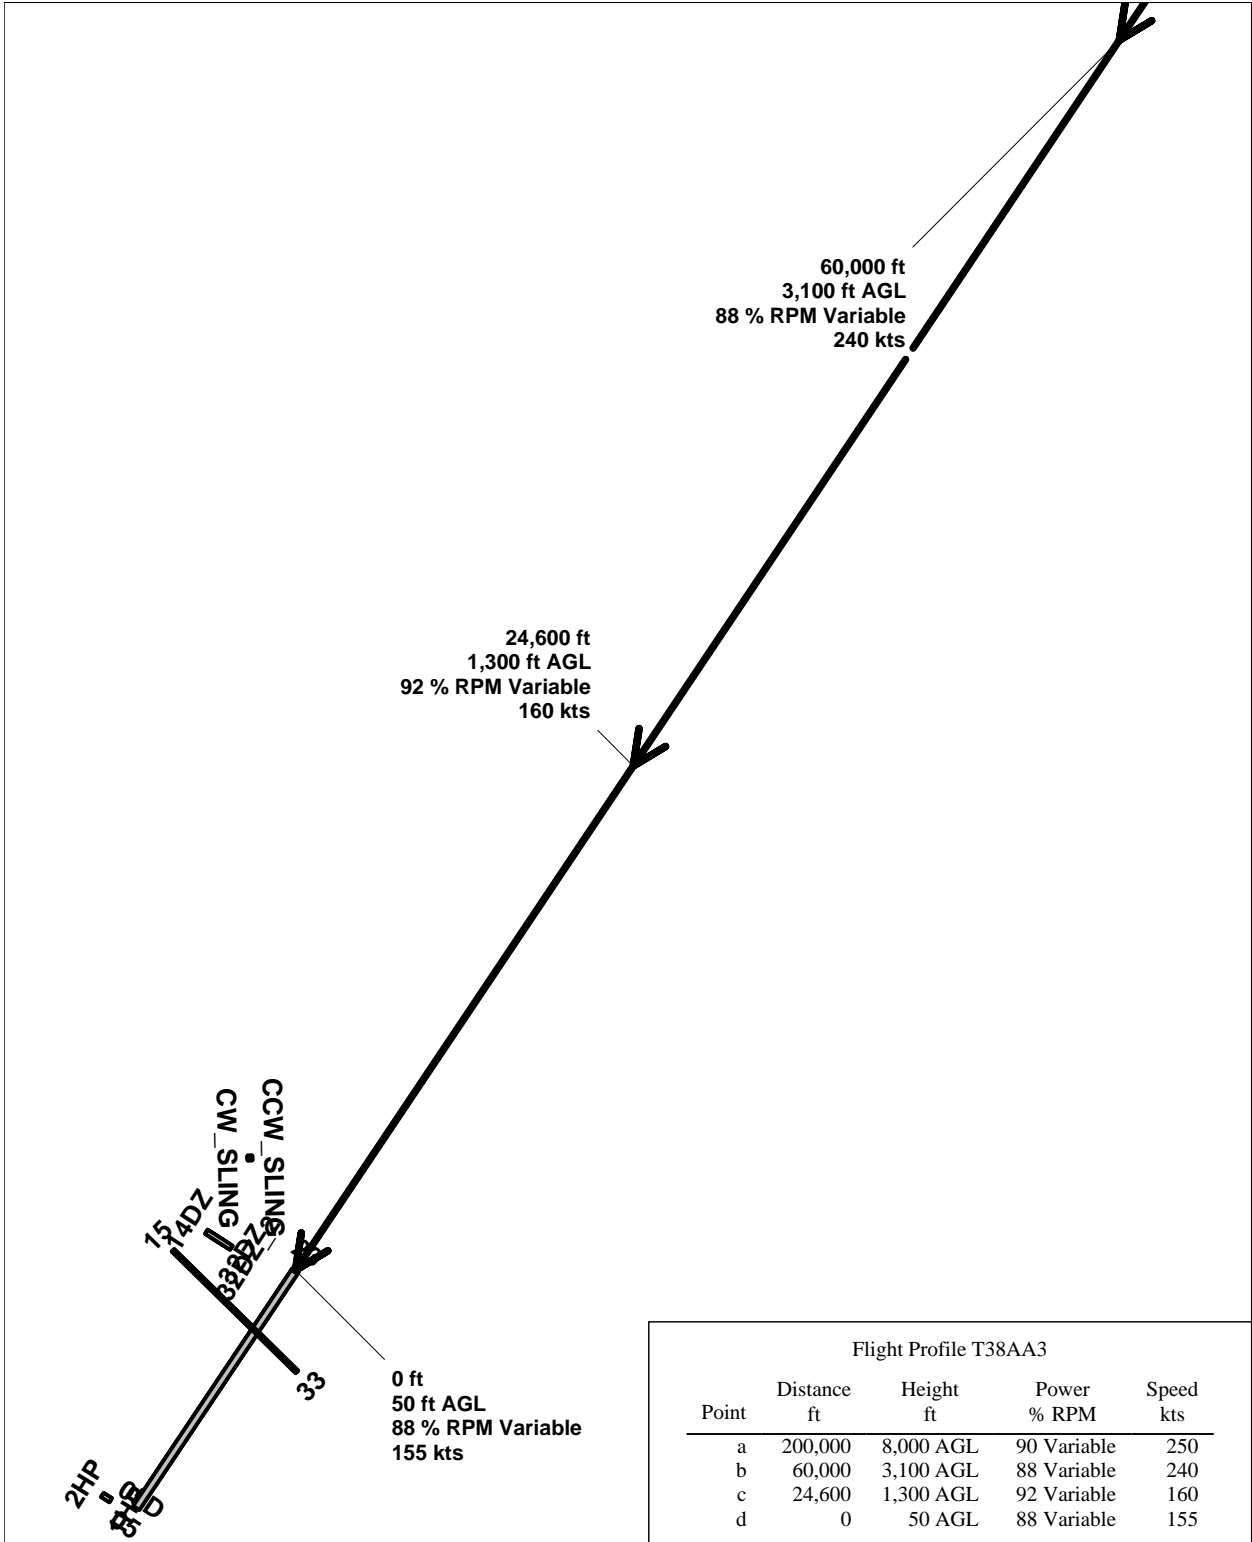 60,000 ft
3,100 ft AGL
88 % RPM Variable
240 kts
24,600 ft
1,300 ft AGL
92 % RPM Variable
160 kts
CW_SLING
CCW_SLING
15
14DZ
32DZ
33
0 ft
50 ft AGL
88 % RPM Variable
155 kts
2HP
Flight Profile T38AA3
Point Distance ft Height ft Power % RPM Speed kts
a 200,000 8,000 AGL 90 Variable 250
b 60,000 3,100 AGL 88 Variable 240
c 24,600 1,300 AGL 92 Variable 160
d 0 50 AGL 88 Variable 155